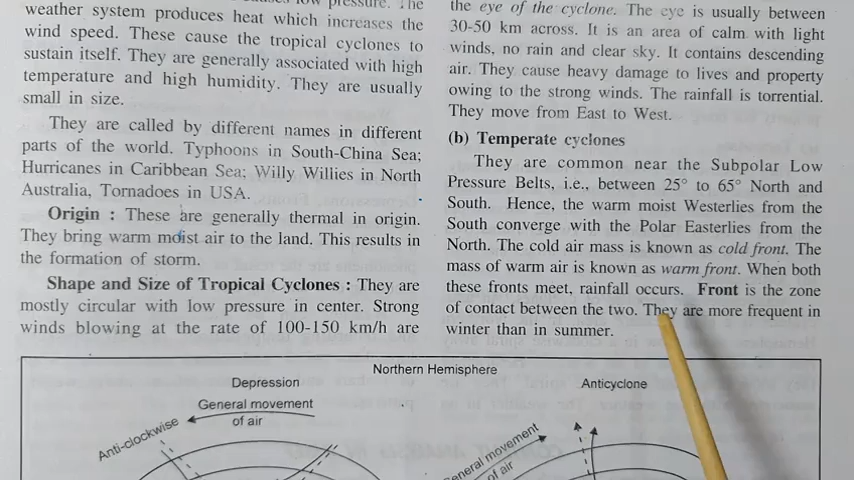 pressure. The
weather system produces heat which increases the
wind speed. These cause the tropical cyclones to
sustain itself. They are generally associated with high
temperature and high humidity. They are usually
small in size.
They are called by different names in different
parts of the world. Typhoons in South-China Sea;
Hurricanes in Caribbean Sea; Willy Willies in North
Australia, Tornadoes in USA.
Origin : These are generally thermal in origin.
They bring warm moist air to the land. This results in
the formation of storm.
Shape and Size of Tropical Cyclones : They are
mostly circular with low pressure in center. Strong
winds blowing at the rate of 100-150 km/h are
the eye of the cyclone. The eye is usually between
30-50 km across. It is an area of calm with light
winds, no rain and clear sky. It contains descending
air. They cause heavy damage to lives and property
owing to the strong winds. The rainfall is torrential.
They move from East to West.
(b) Temperate cyclones
They are common near the Subpolar Low
Pressure Belts, i.e., between 25° to 65° North and
South. Hence, the warm moist Westerlies from the
South converge with the Polar Easterlies from the
North. The cold air mass is known as cold front. The
mass of warm air is known as warm front. When both
these fronts meet, rainfall occurs. Front is the zone
of contact between the two. They are more frequent in
winter than in summer.
Northern Hemisphere
Depression
General movement
of air
Anti-clockwise
Anticyclone
General movement
of air